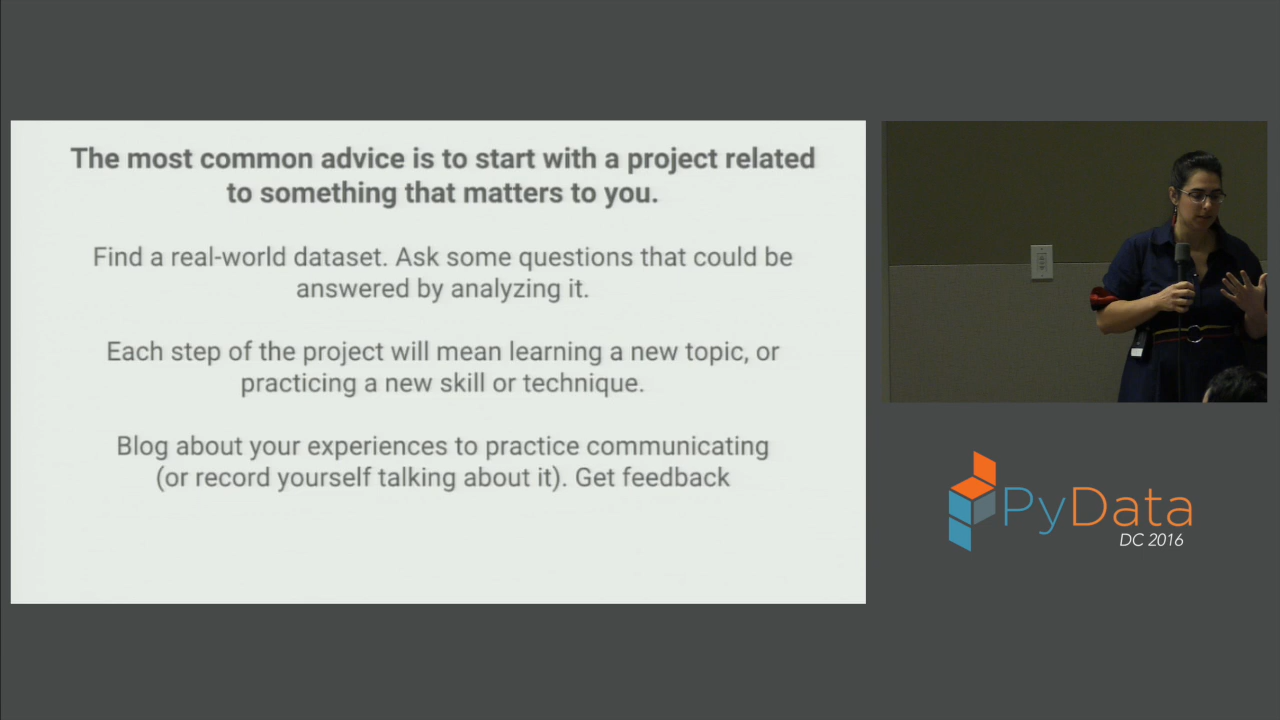 The most common advice is to start with a project related
to something that matters to you.
Find a real-world dataset. Ask some questions that could be
answered by analyzing it.
Each step of the project will mean learning a new topic, or
practicing a new skill or technique.
Blog about your experiences to practice communicating
(or record yourself talking about it). Get feedback
PyData
DC 2016